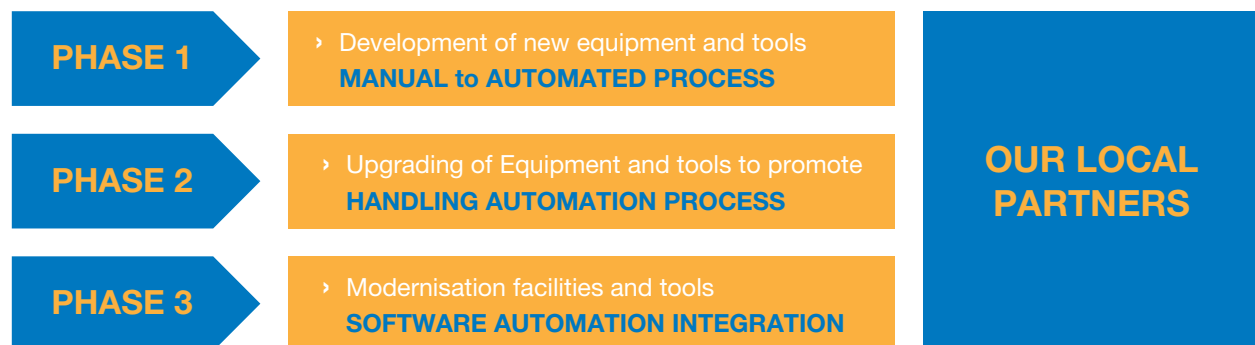 PHASE 1
› Development of new equipment and tools
MANUAL to AUTOMATED PROCESS
PHASE 2
› Upgrading of Equipment and tools to promote
HANDLING AUTOMATION PROCESS
PHASE 3
› Modernisation facilities and tools
SOFTWARE AUTOMATION INTEGRATION
OUR LOCAL
PARTNERS